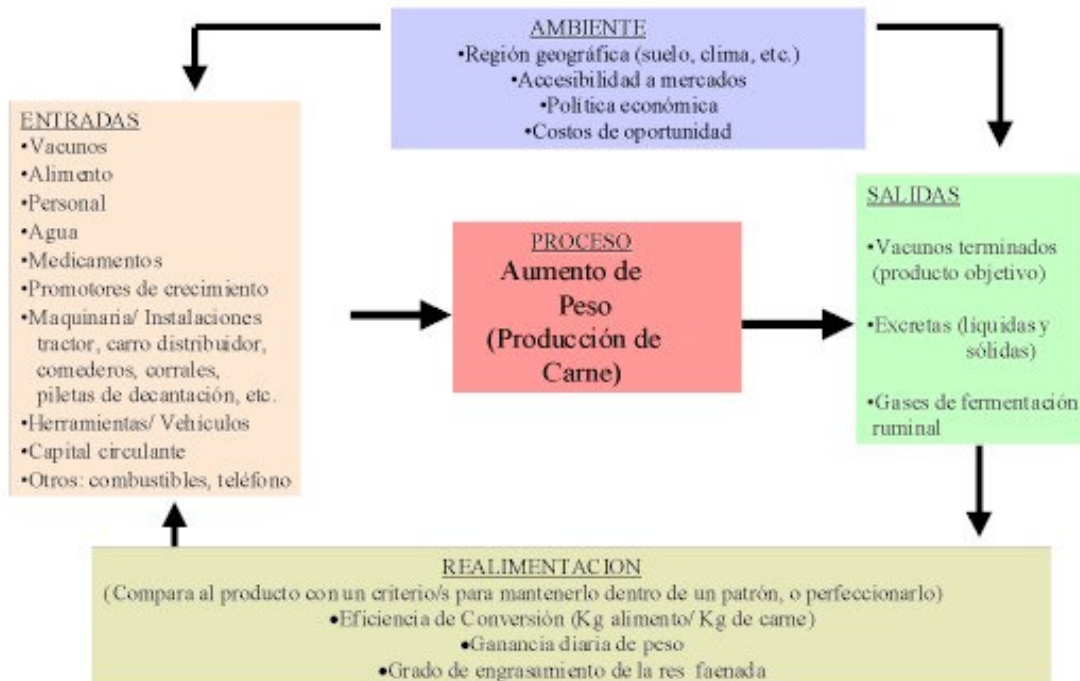 AMBIENTE
•Región geográfica (suelo, clima, etc.)
•Accesibilidad a mercados
•Política económica
•Costos de oportunidad
ENTRADAS
•Vacunos
•Alimento
•Personal
•Agua
•Medicamentos
•Promotores de crecimiento
•Maquinaria/ Instalaciones
tractor, carro distribuidor,
comederos, corrales,
piletas de decantación, etc.
•Herramientas/ Vehículos
•Capital circulante
•Otros: combustibles, teléfono
PROCESO
Aumento de
Peso
(Producción de
Carne)
SALIDAS
•Vacunos terminados
(producto objetivo)
•Excretas (líquidas y
sólidas)
•Gases de fermentación
ruminal
REALIMENTACION
(Compara al producto con un criterio/s para mantenerlo dentro de un patrón, o perfeccionarlo)
•Eficiencia de Conversión (Kg alimento/ Kg de carne)
•Ganancia diaria de peso
•Grado de engrasamiento de la res faenada